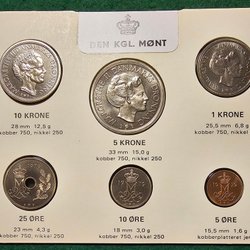 DEN KGL. MØNT
10 KRONE
28 mm 12,5 g
kobber 750, nikkel 250
5 KRONE
33 mm 15,0 g
kobber 750, nikkel 250
1 KRONE
25,5 mm 6,8 g
kobber 750, nikkel 250
25 ØRE
23 mm 4,3 g
kobber 750, nikkel 250
10 ØRE
18 mm 3,0 g
kobber 750, nikkel 250
5 ØRE
15,5 mm 1,6 g
kobberplatteret je